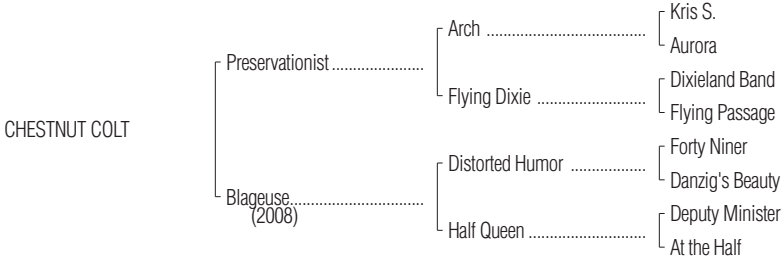 Kris S.
Arch ........................................
Aurora
Preservationist.......................
Dixieland Band
Flying Dixie ...........................
Flying Passage
CHESTNUT COLT
Forty Niner
Distorted Humor ...................
Danzig's Beauty
Blageuse.................................
(2008)
Deputy Minister
Half Queen .............................
At the Half